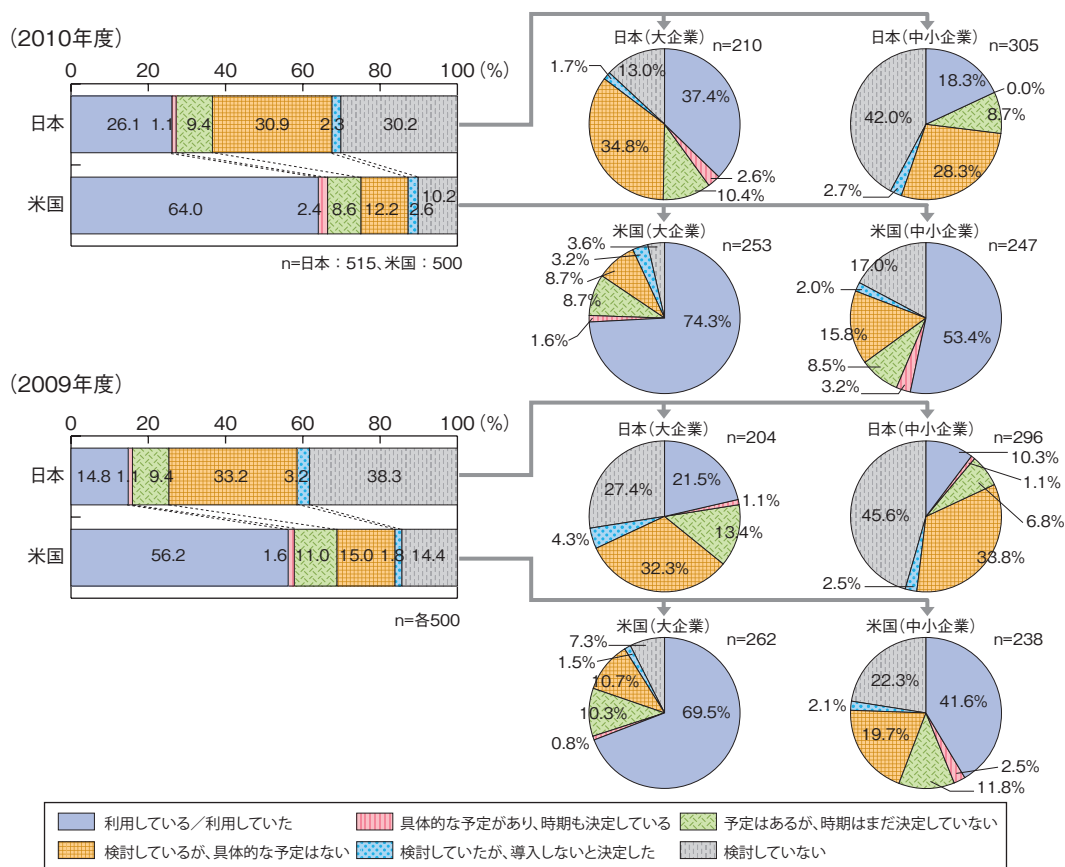 (2010年度)
0 20 40 60 80 100 (%)
日本 26.1 1.1 9.4 30.9 2.3 30.2
米国 64.0 2.4 8.6 12.2 2.6 10.2
n=日本:515、米国:500
日本(大企業) n=210
37.4%
2.6%
10.4%
34.8%
1.7%
13.0%
日本(中小企業) n=305
18.3%
0.0%
8.7%
28.3%
2.7%
42.0%
米国(大企業) n=253
74.3%
1.6%
8.7%
8.7%
3.2%
3.6%
米国(中小企業) n=247
53.4%
3.2%
8.5%
15.8%
2.0%
17.0%
(2009年度)
0 20 40 60 80 100 (%)
日本 14.8 1.1 9.4 33.2 3.2 38.3
米国 56.2 1.6 11.0 15.0 1.8 14.4
n=各500
日本(大企業) n=204
21.5%
1.1%
13.4%
32.3%
4.3%
27.4%
日本(中小企業) n=296
10.3%
1.1%
6.8%
33.8%
2.5%
45.6%
米国(大企業) n=262
69.5%
0.8%
10.3%
10.7%
1.5%
7.3%
米国(中小企業) n=238
41.6%
2.5%
11.8%
19.7%
2.1%
22.3%
利用している/利用していた 具体的な予定があり、時期も決定している 予定はあるが、時期はまだ決定していない
検討しているが、具体的な予定はない 検討していたが、導入しないと決定した 検討していない